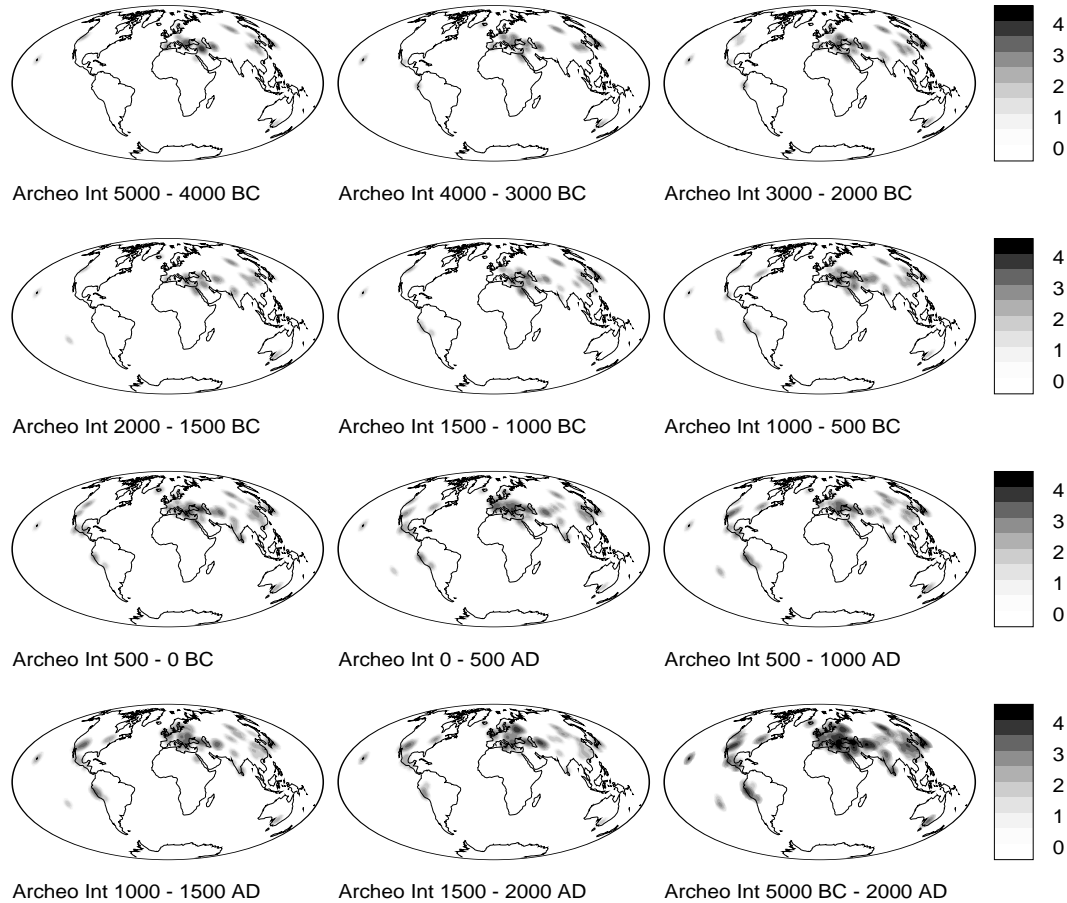 4
3
2
1
0
Archeo Int 5000 - 4000 BC
Archeo Int 4000 - 3000 BC
Archeo Int 3000 - 2000 BC
4
3
2
1
0
Archeo Int 2000 - 1500 BC
Archeo Int 1500 - 1000 BC
Archeo Int 1000 - 500 BC
4
3
2
1
0
Archeo Int 500 - 0 BC
Archeo Int 0 - 500 AD
Archeo Int 500 - 1000 AD
4
3
2
1
0
Archeo Int 1000 - 1500 AD
Archeo Int 1500 - 2000 AD
Archeo Int 5000 BC - 2000 AD